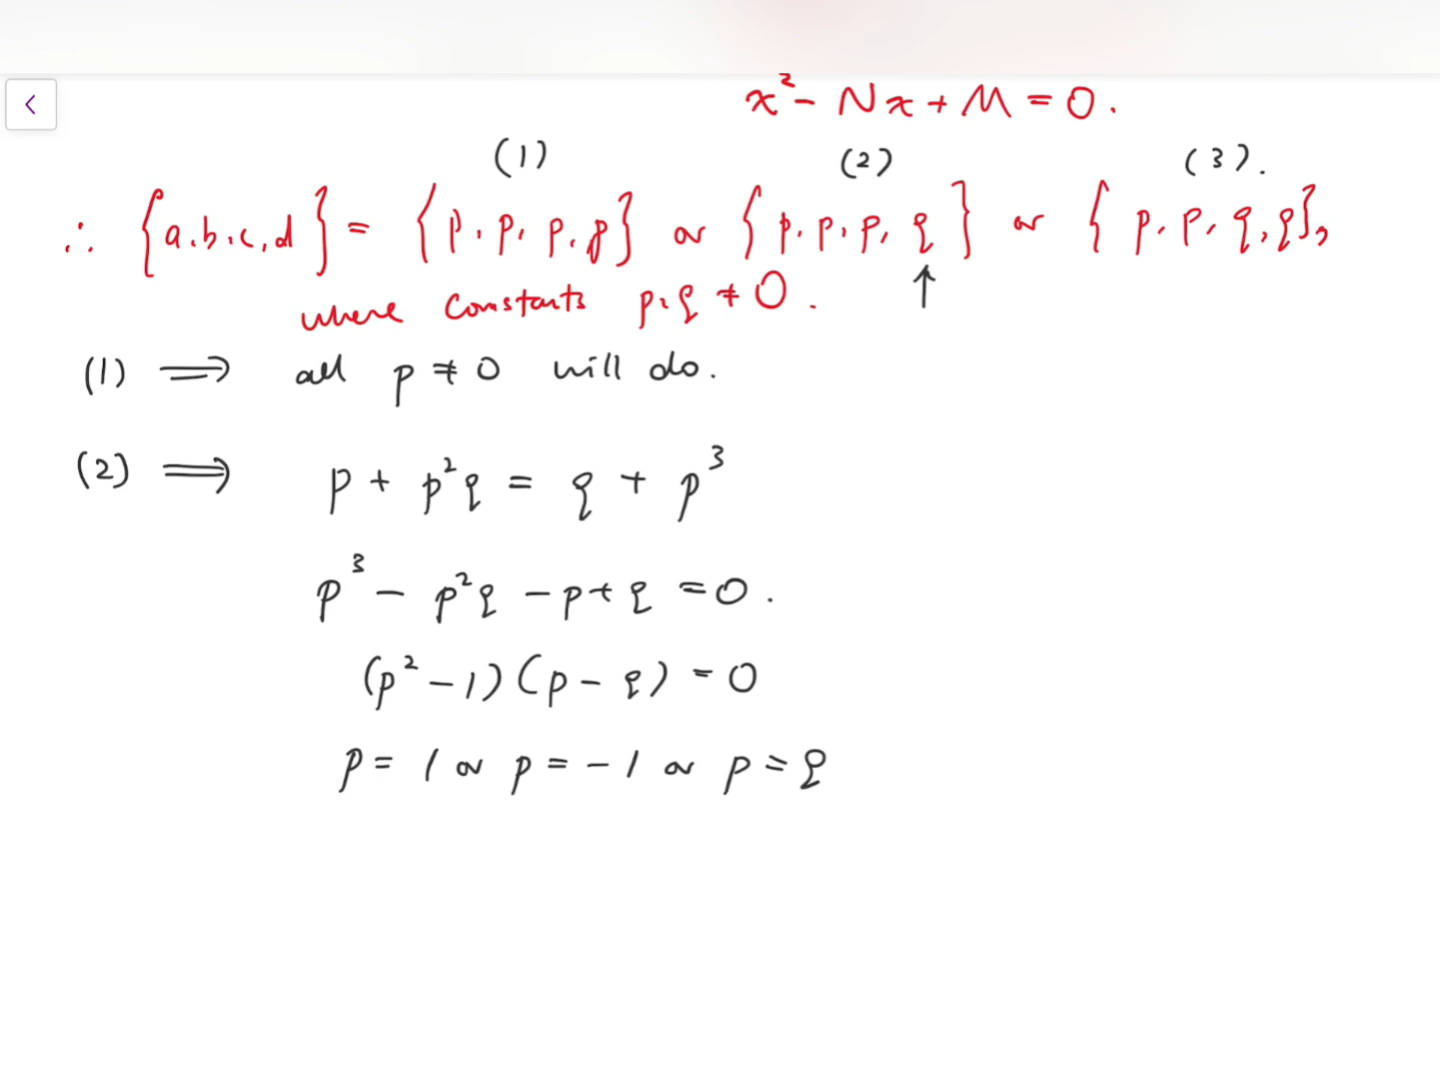 x² - Nx + M = 0.
(1) (2) (3).
∴ {a.b.c,d} = {p.p.p.p} or {p.p.p,q} or {p.p.q,q},
where constants p.q ≠ 0. ↑
(1) ⟹ all p ≠ 0 will do.
(2) ⟹ p + p²q = q + p³
p³ - p²q - p + q = 0.
(p² - 1)(p - q) = 0
p = 1 or p = -1 or p = q